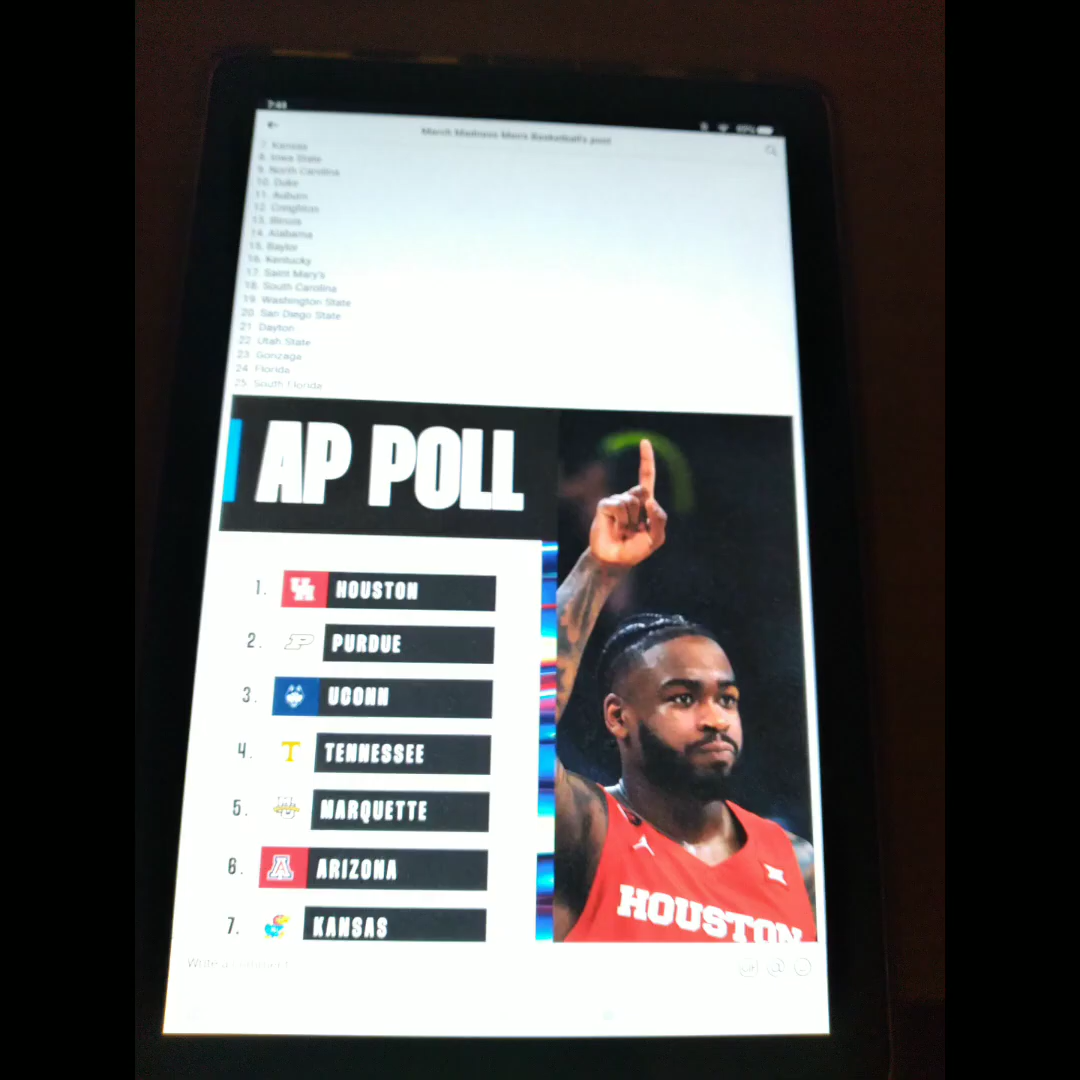 7:44
March Madness Men's Basketball's post
7. Kansas
8. Iowa State
9. North Carolina
10. Duke
11. Auburn
12. Creighton
13. Illinois
14. Alabama
15. Baylor
16. Kentucky
17. Saint Mary's
18. South Carolina
19. Washington State
20. San Diego State
21. Dayton
22. Utah State
23. Gonzaga
24. Florida
25. South Florida
AP POLL
1. HOUSTON
2. PURDUE
3. UCONN
4. TENNESSEE
5. MARQUETTE
6. ARIZONA
7. KANSAS
HOUSTON
Write a comment